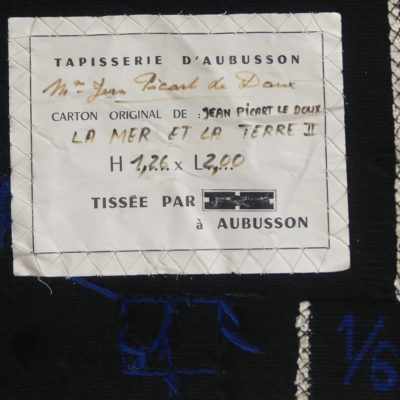 TAPISSERIE D'AUBUSSON
Mme Jean Picart de Doux
CARTON ORIGINAL DE : JEAN PICART LE DOUX
LA MER ET LA TERRE II
H 1,26 x L 2,00
TISSÉE PAR
à AUBUSSON
1/6